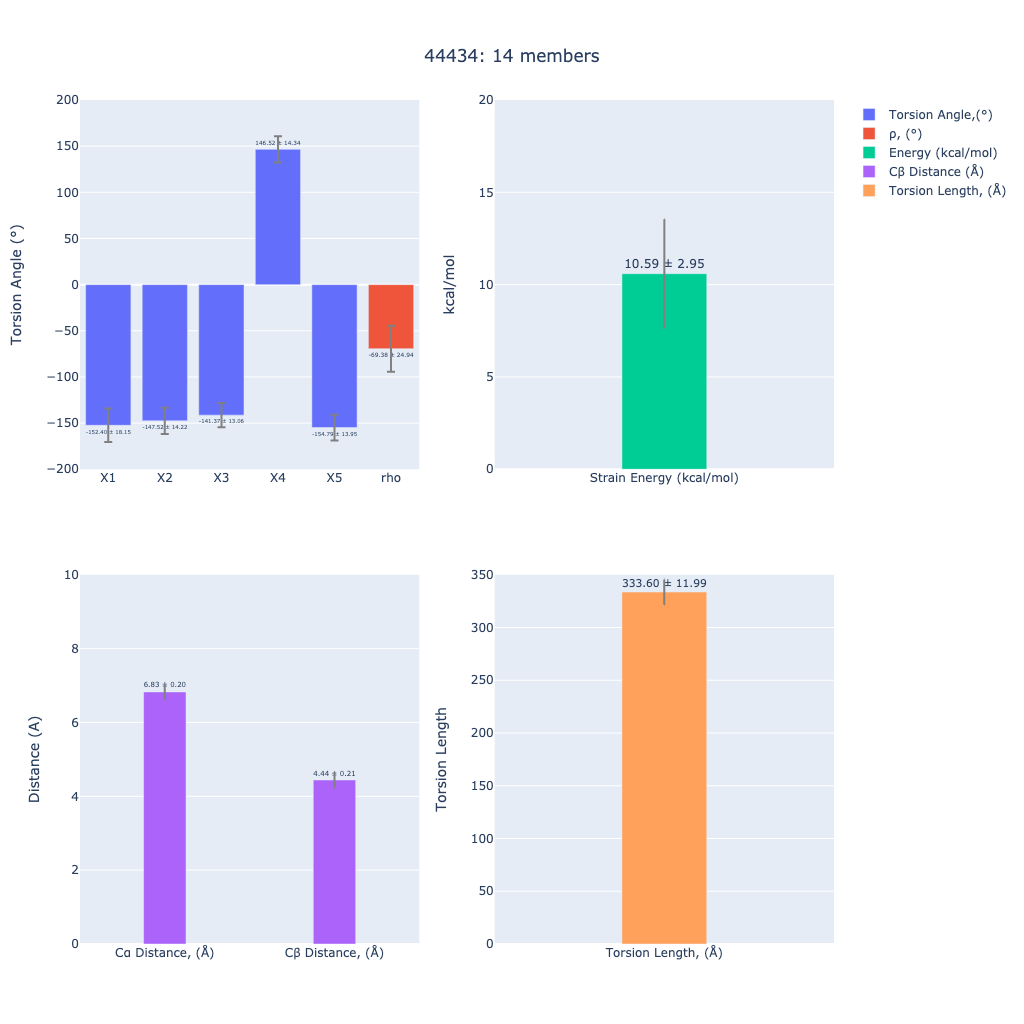 44434: 14 members
200
150
100
50
0
−50
−100
−150
−200
Torsion Angle (°)
146.52 ± 14.34
-69.38 ± 24.94
-152.40 ± 18.15
-147.52 ± 14.22
-141.37 ± 13.06
-154.79 ± 13.95
X1 X2 X3 X4 X5 rho
20
15
10
5
0
kcal/mol
10.59 ± 2.95
Strain Energy (kcal/mol)
Torsion Angle,(°)
ρ, (°)
Energy (kcal/mol)
Cβ Distance (Å)
Torsion Length, (Å)
10
8
6
4
2
0
Distance (A)
6.83 ± 0.20
4.44 ± 0.21
Cα Distance, (Å) Cβ Distance, (Å)
350
300
250
200
150
100
50
0
Torsion Length
333.60 ± 11.99
Torsion Length, (Å)